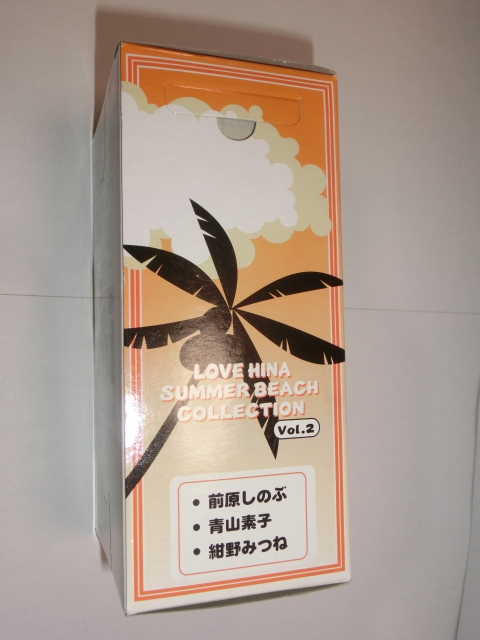 LOVE HINA
SUMMER BEACH
COLLECTION
Vol.2
• 前原しのぶ
• 青山素子
• 紺野みつね